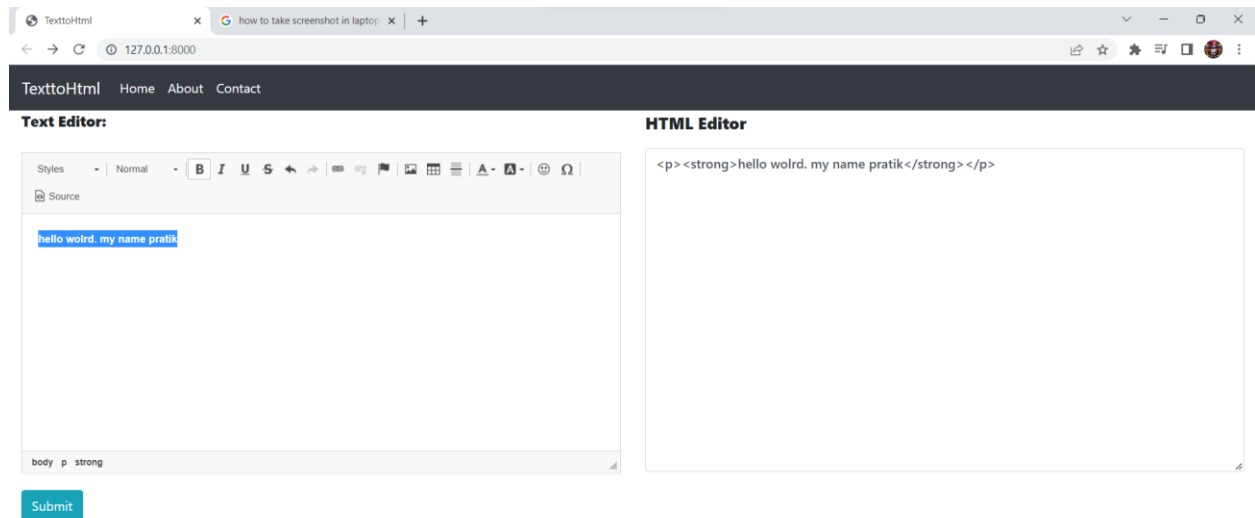 TexttoHtml
how to take screenshot in laptop
127.0.0.1:8000
TexttoHtml Home About Contact
Text Editor:
Styles Normal B I U S A A Ω
Source
hello wolrd. my name pratik
body p strong
Submit
HTML Editor
<p><strong>hello wolrd. my name pratik</strong></p>